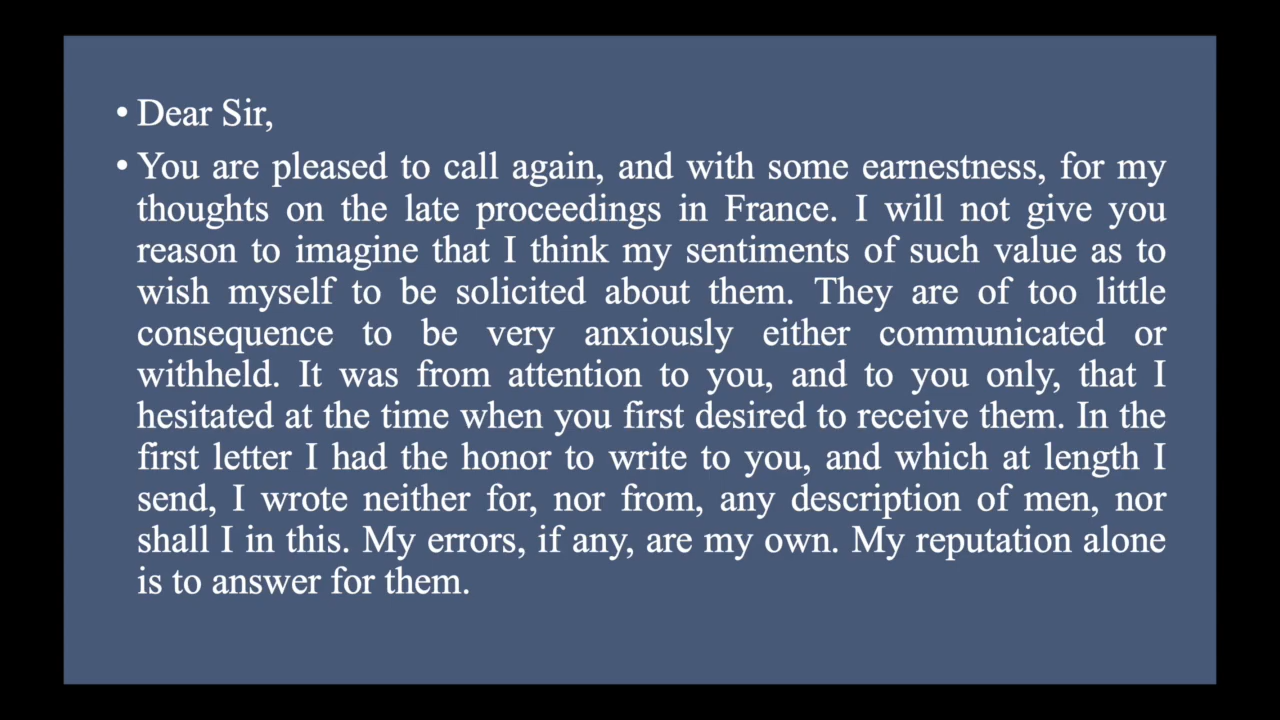 • Dear Sir,
• You are pleased to call again, and with some earnestness, for my
thoughts on the late proceedings in France. I will not give you
reason to imagine that I think my sentiments of such value as to
wish myself to be solicited about them. They are of too little
consequence to be very anxiously either communicated or
withheld. It was from attention to you, and to you only, that I
hesitated at the time when you first desired to receive them. In the
first letter I had the honor to write to you, and which at length I
send, I wrote neither for, nor from, any description of men, nor
shall I in this. My errors, if any, are my own. My reputation alone
is to answer for them.